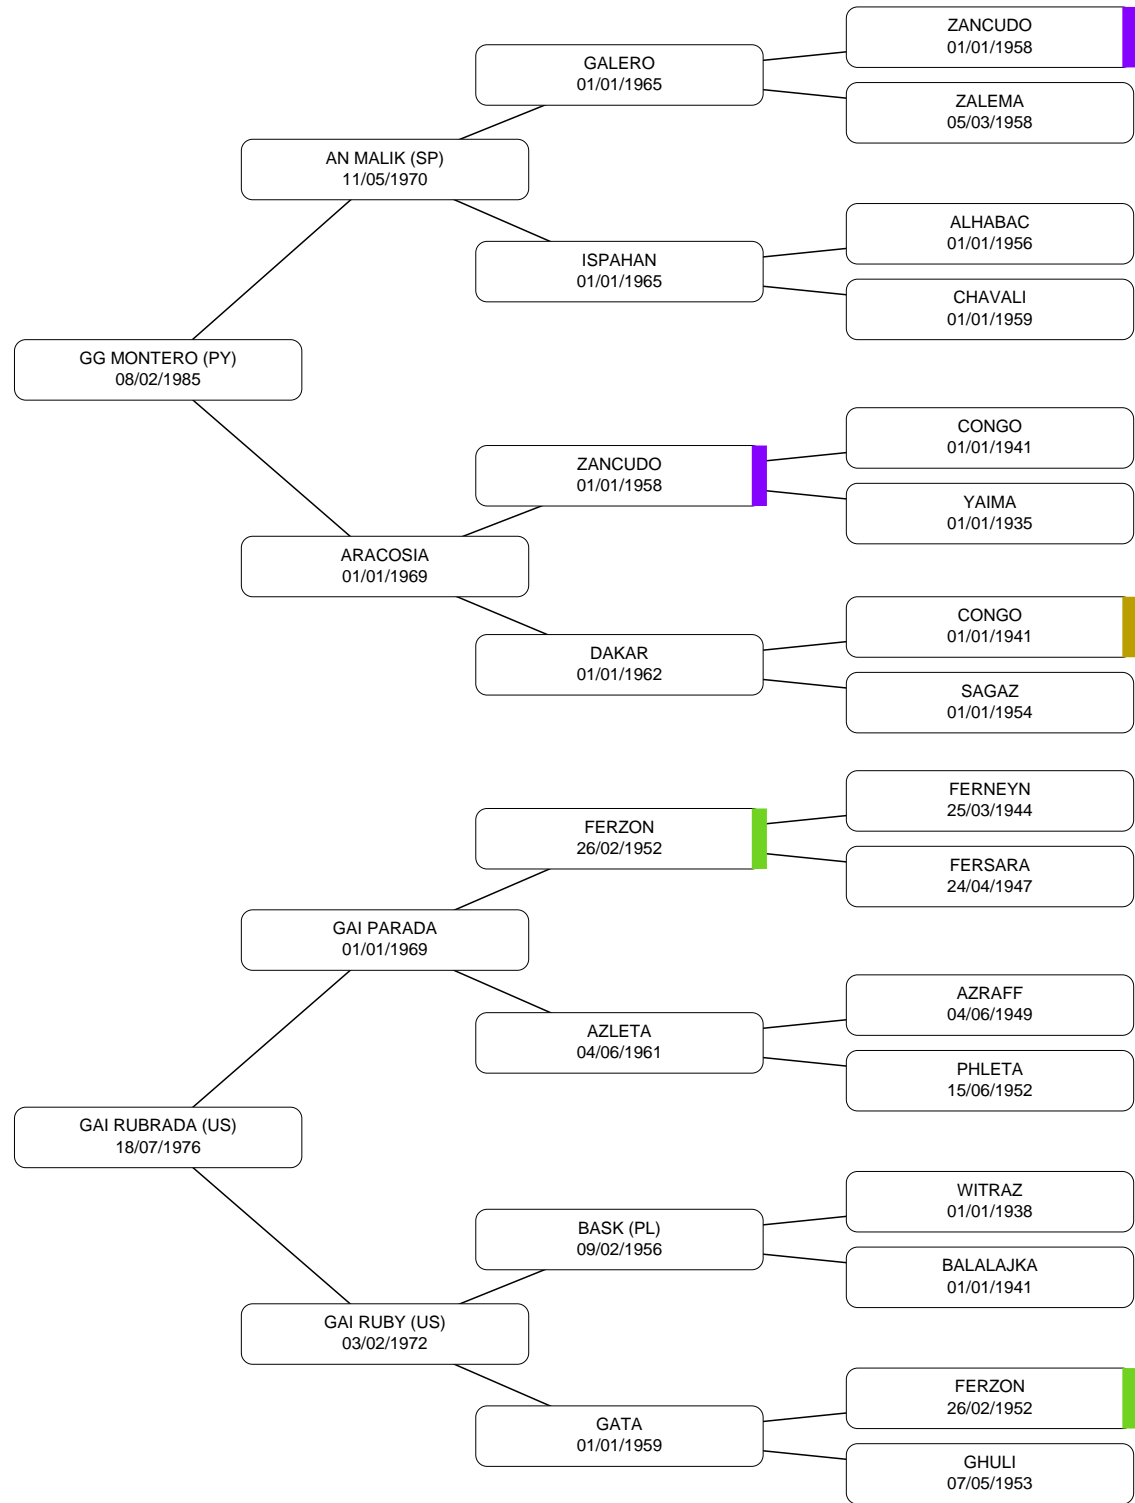 ZANCUDO
01/01/1958
GALERO
01/01/1965
ZALEMA
05/03/1958
AN MALIK (SP)
11/05/1970
ALHABAC
01/01/1956
ISPAHAN
01/01/1965
CHAVALI
01/01/1959
GG MONTERO (PY)
08/02/1985
CONGO
01/01/1941
ZANCUDO
01/01/1958
YAIMA
01/01/1935
ARACOSIA
01/01/1969
CONGO
01/01/1941
DAKAR
01/01/1962
SAGAZ
01/01/1954
FERNEYN
25/03/1944
FERZON
26/02/1952
FERSARA
24/04/1947
GAI PARADA
01/01/1969
AZRAFF
04/06/1949
AZLETA
04/06/1961
PHLETA
15/06/1952
GAI RUBRADA (US)
18/07/1976
WITRAZ
01/01/1938
BASK (PL)
09/02/1956
BALALAJKA
01/01/1941
GAI RUBY (US)
03/02/1972
FERZON
26/02/1952
GATA
01/01/1959
GHULI
07/05/1953